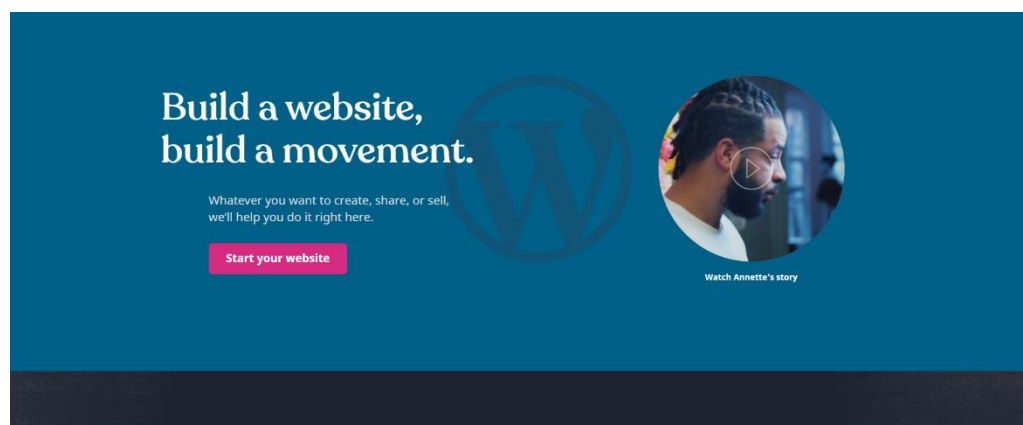 Build a website,
build a movement.
Whatever you want to create, share, or sell,
we'll help you do it right here.
Start your website
Watch Annette's story